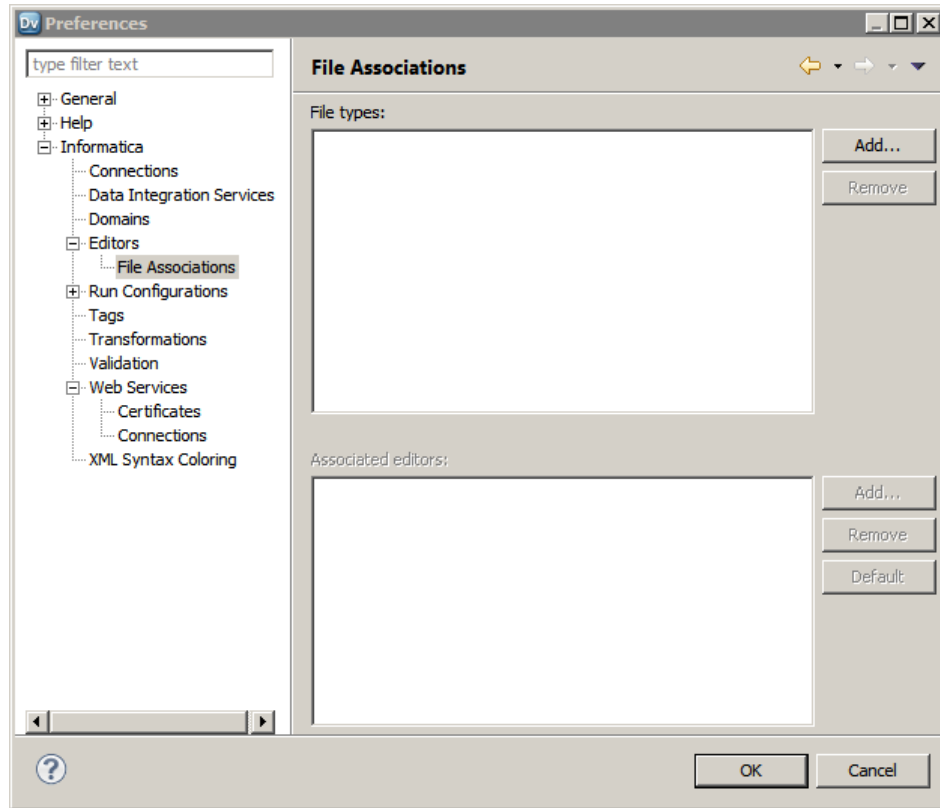 Dv Preferences
type filter text
General
Help
Informatica
Connections
Data Integration Services
Domains
Editors
File Associations
Run Configurations
Tags
Transformations
Validation
Web Services
Certificates
Connections
XML Syntax Coloring
File Associations
File types:
Add...
Remove
Associated editors:
Add...
Remove
Default
?
OK
Cancel